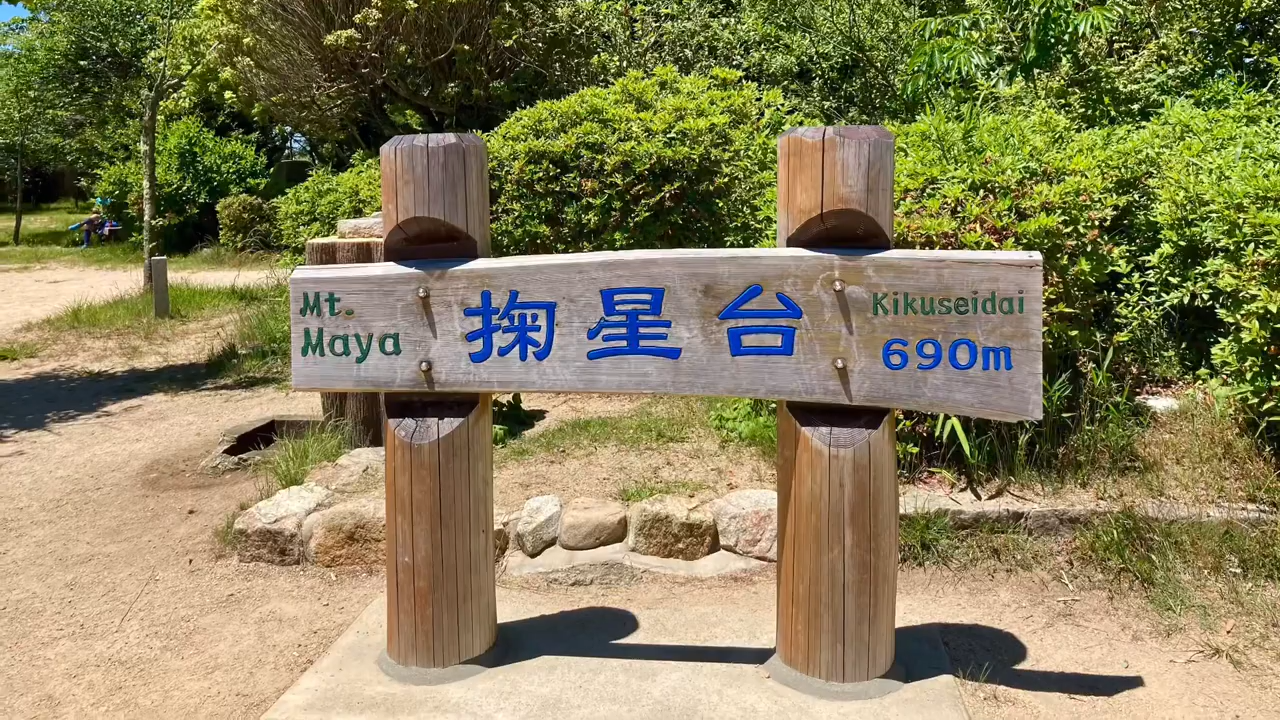 Mt.
Maya
掬星台
Kikuseidai
690m